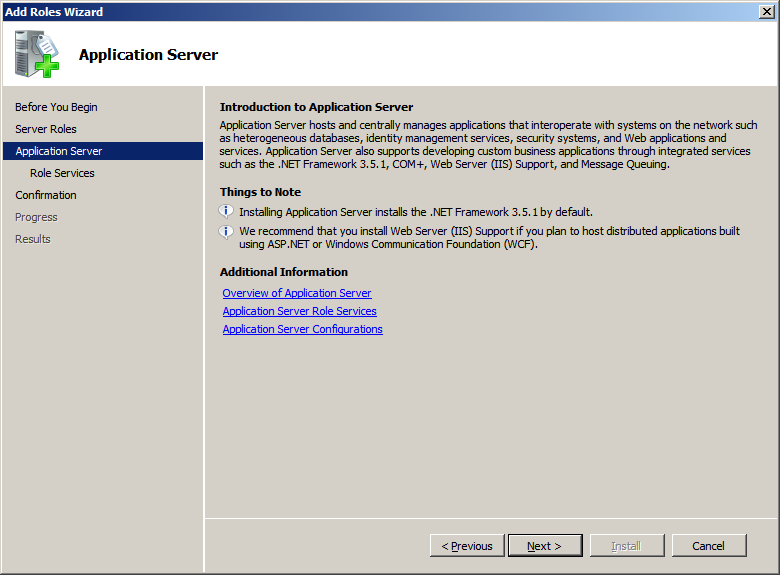 Add Roles Wizard
Application Server
Before You Begin
Server Roles
Application Server
Role Services
Confirmation
Progress
Results
Introduction to Application Server
Application Server hosts and centrally manages applications that interoperate with systems on the network such
as heterogeneous databases, identity management services, security systems, and Web applications and
services. Application Server also supports developing custom business applications through integrated services
such as the .NET Framework 3.5.1, COM+, Web Server (IIS) Support, and Message Queuing.
Things to Note
Installing Application Server installs the .NET Framework 3.5.1 by default.
We recommend that you install Web Server (IIS) Support if you plan to host distributed applications built
using ASP.NET or Windows Communication Foundation (WCF).
Additional Information
Overview of Application Server
Application Server Role Services
Application Server Configurations
< Previous
Next >
Install
Cancel